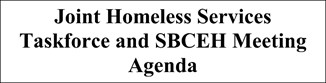 Joint Homeless Services
Taskforce and SBCEH Meeting
Agenda